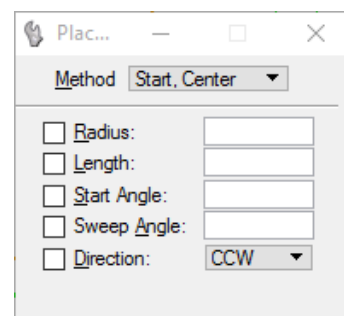 Plac...
Method Start, Center
Radius:
Length:
Start Angle:
Sweep Angle:
Direction: CCW